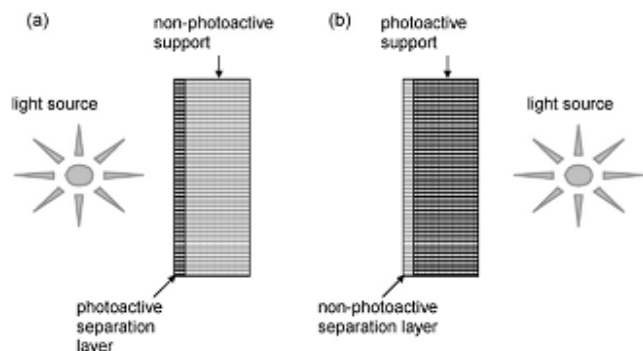 (a)
non-photoactive
support
light source
photoactive
separation
layer
(b)
photoactive
support
light source
non-photoactive
separation layer